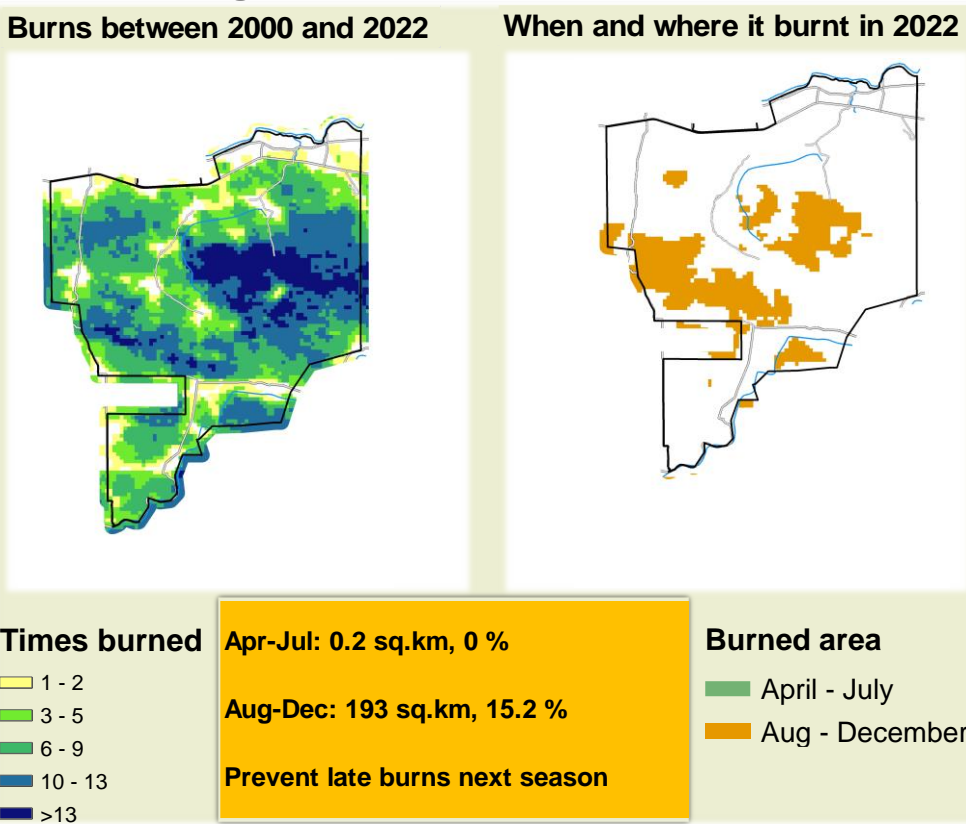 Burns between 2000 and 2022
When and where it burnt in 2022
Times burned
1 - 2
3 - 5
6 - 9
10 - 13
>13
Apr-Jul: 0.2 sq.km, 0 %
Aug-Dec: 193 sq.km, 15.2 %
Prevent late burns next season
Burned area
April - July
Aug - December